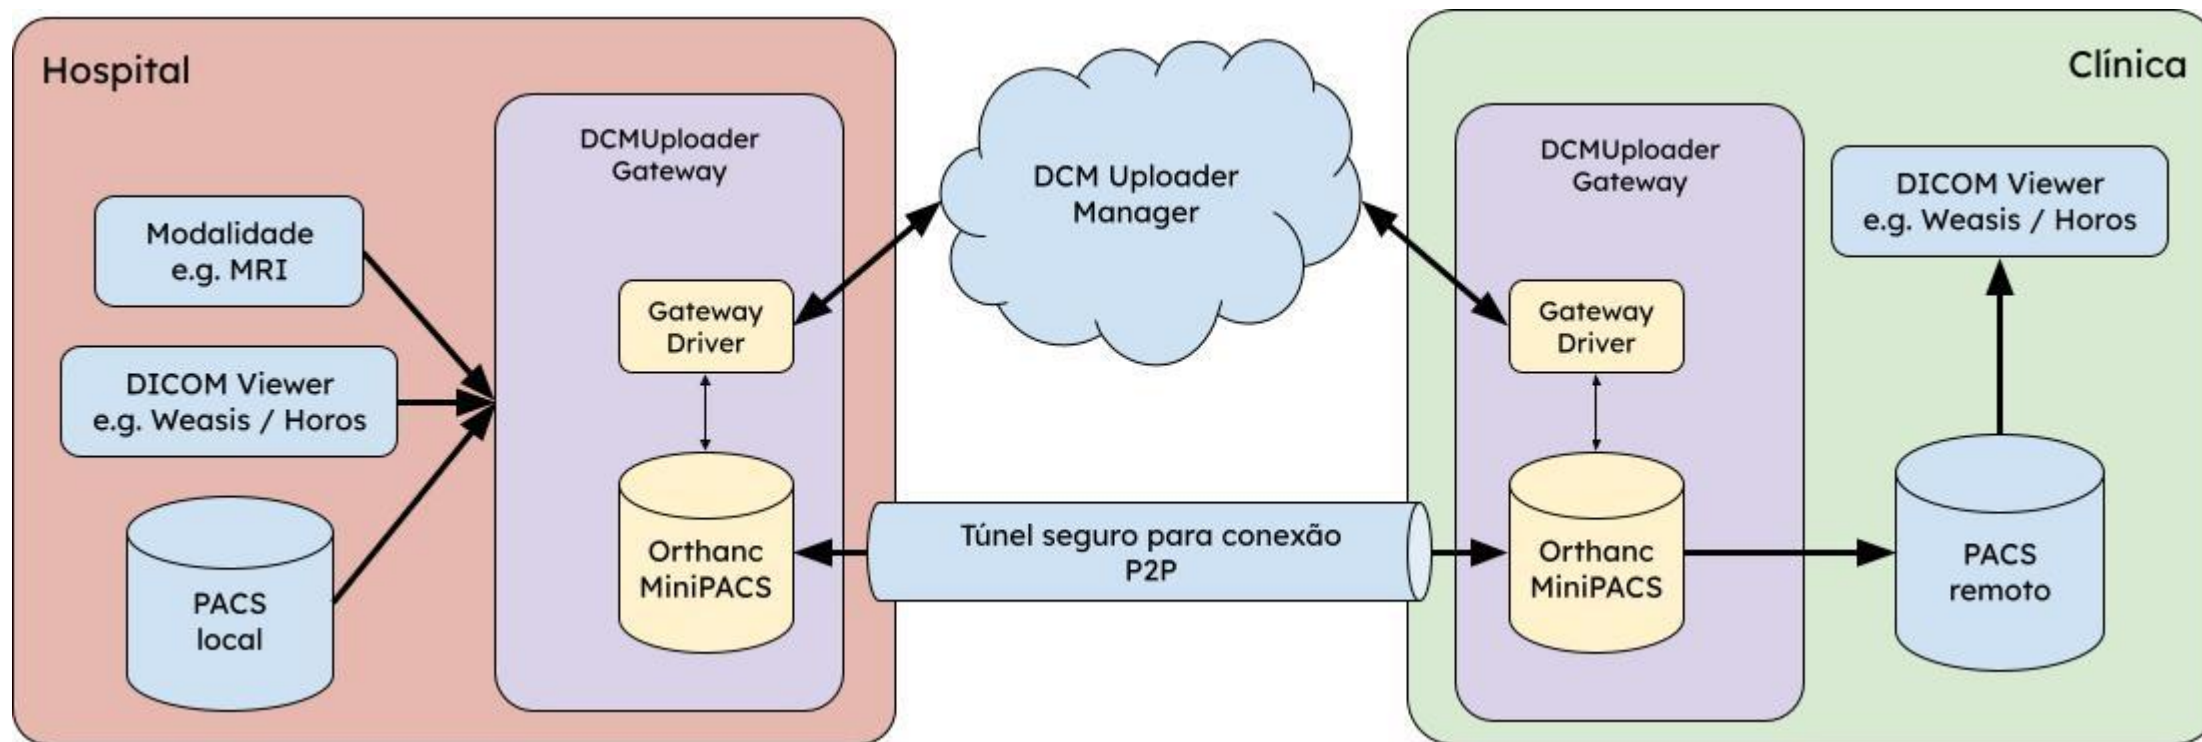 Hospital
DCMUploader
Gateway
Modalidade
e.g. MRI
DICOM Viewer
e.g. Weasis / Horos
PACS
local
Gateway
Driver
Orthanc
MiniPACS
DCM Uploader
Manager
Túnel seguro para conexão
P2P
Clínica
DCMUploader
Gateway
Gateway
Driver
Orthanc
MiniPACS
DICOM Viewer
e.g. Weasis / Horos
PACS
remoto